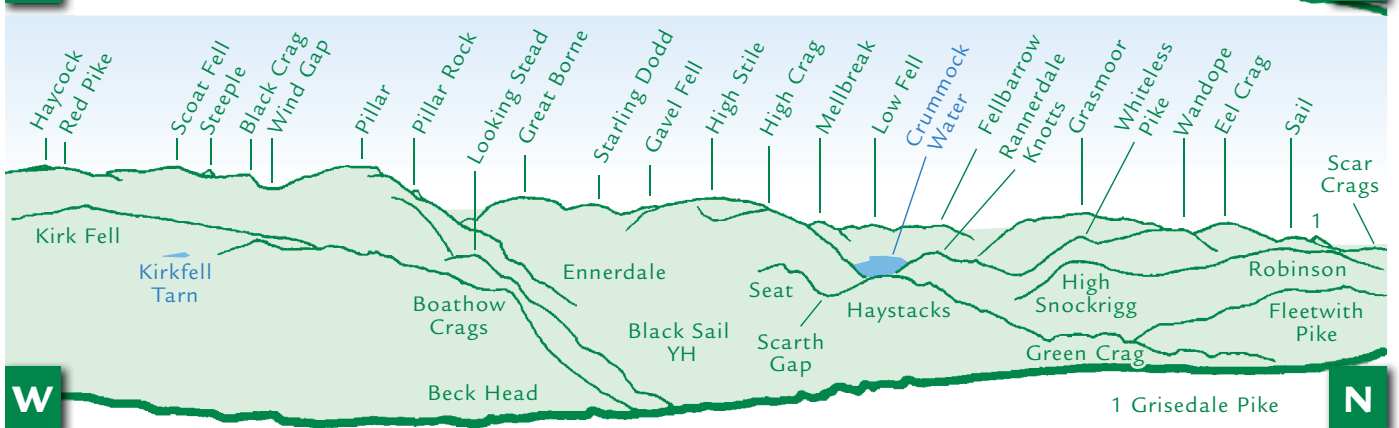 Haycock
Red Pike
Scoat Fell
Steeple
Black Crag
Wind Gap
Pillar
Pillar Rock
Looking Stead
Great Borne
Starling Dodd
Gavel Fell
High Stile
High Crag
Mellbreak
Low Fell
Crummock
Water
Fellbarrow
Rannerdale
Knotts
Grasmoor
Whiteless
Pike
Wandope
Eel Crag
Sail
1
Scar
Crags
Kirk Fell
Kirkfell
Tarn
Boathow
Crags
Ennerdale
Black Sail
YH
Beck Head
Seat
Scarth
Gap
Haystacks
High
Snockrigg
Green Crag
Robinson
Fleetwith
Pike
W
1 Grisedale Pike
N